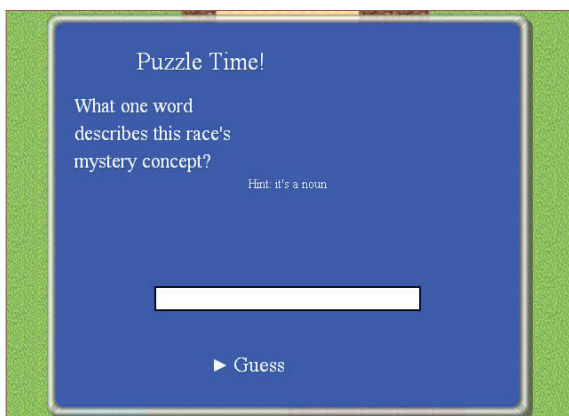 Puzzle Time!
What one word
describes this race's
mystery concept?
Hint: it's a noun
► Guess